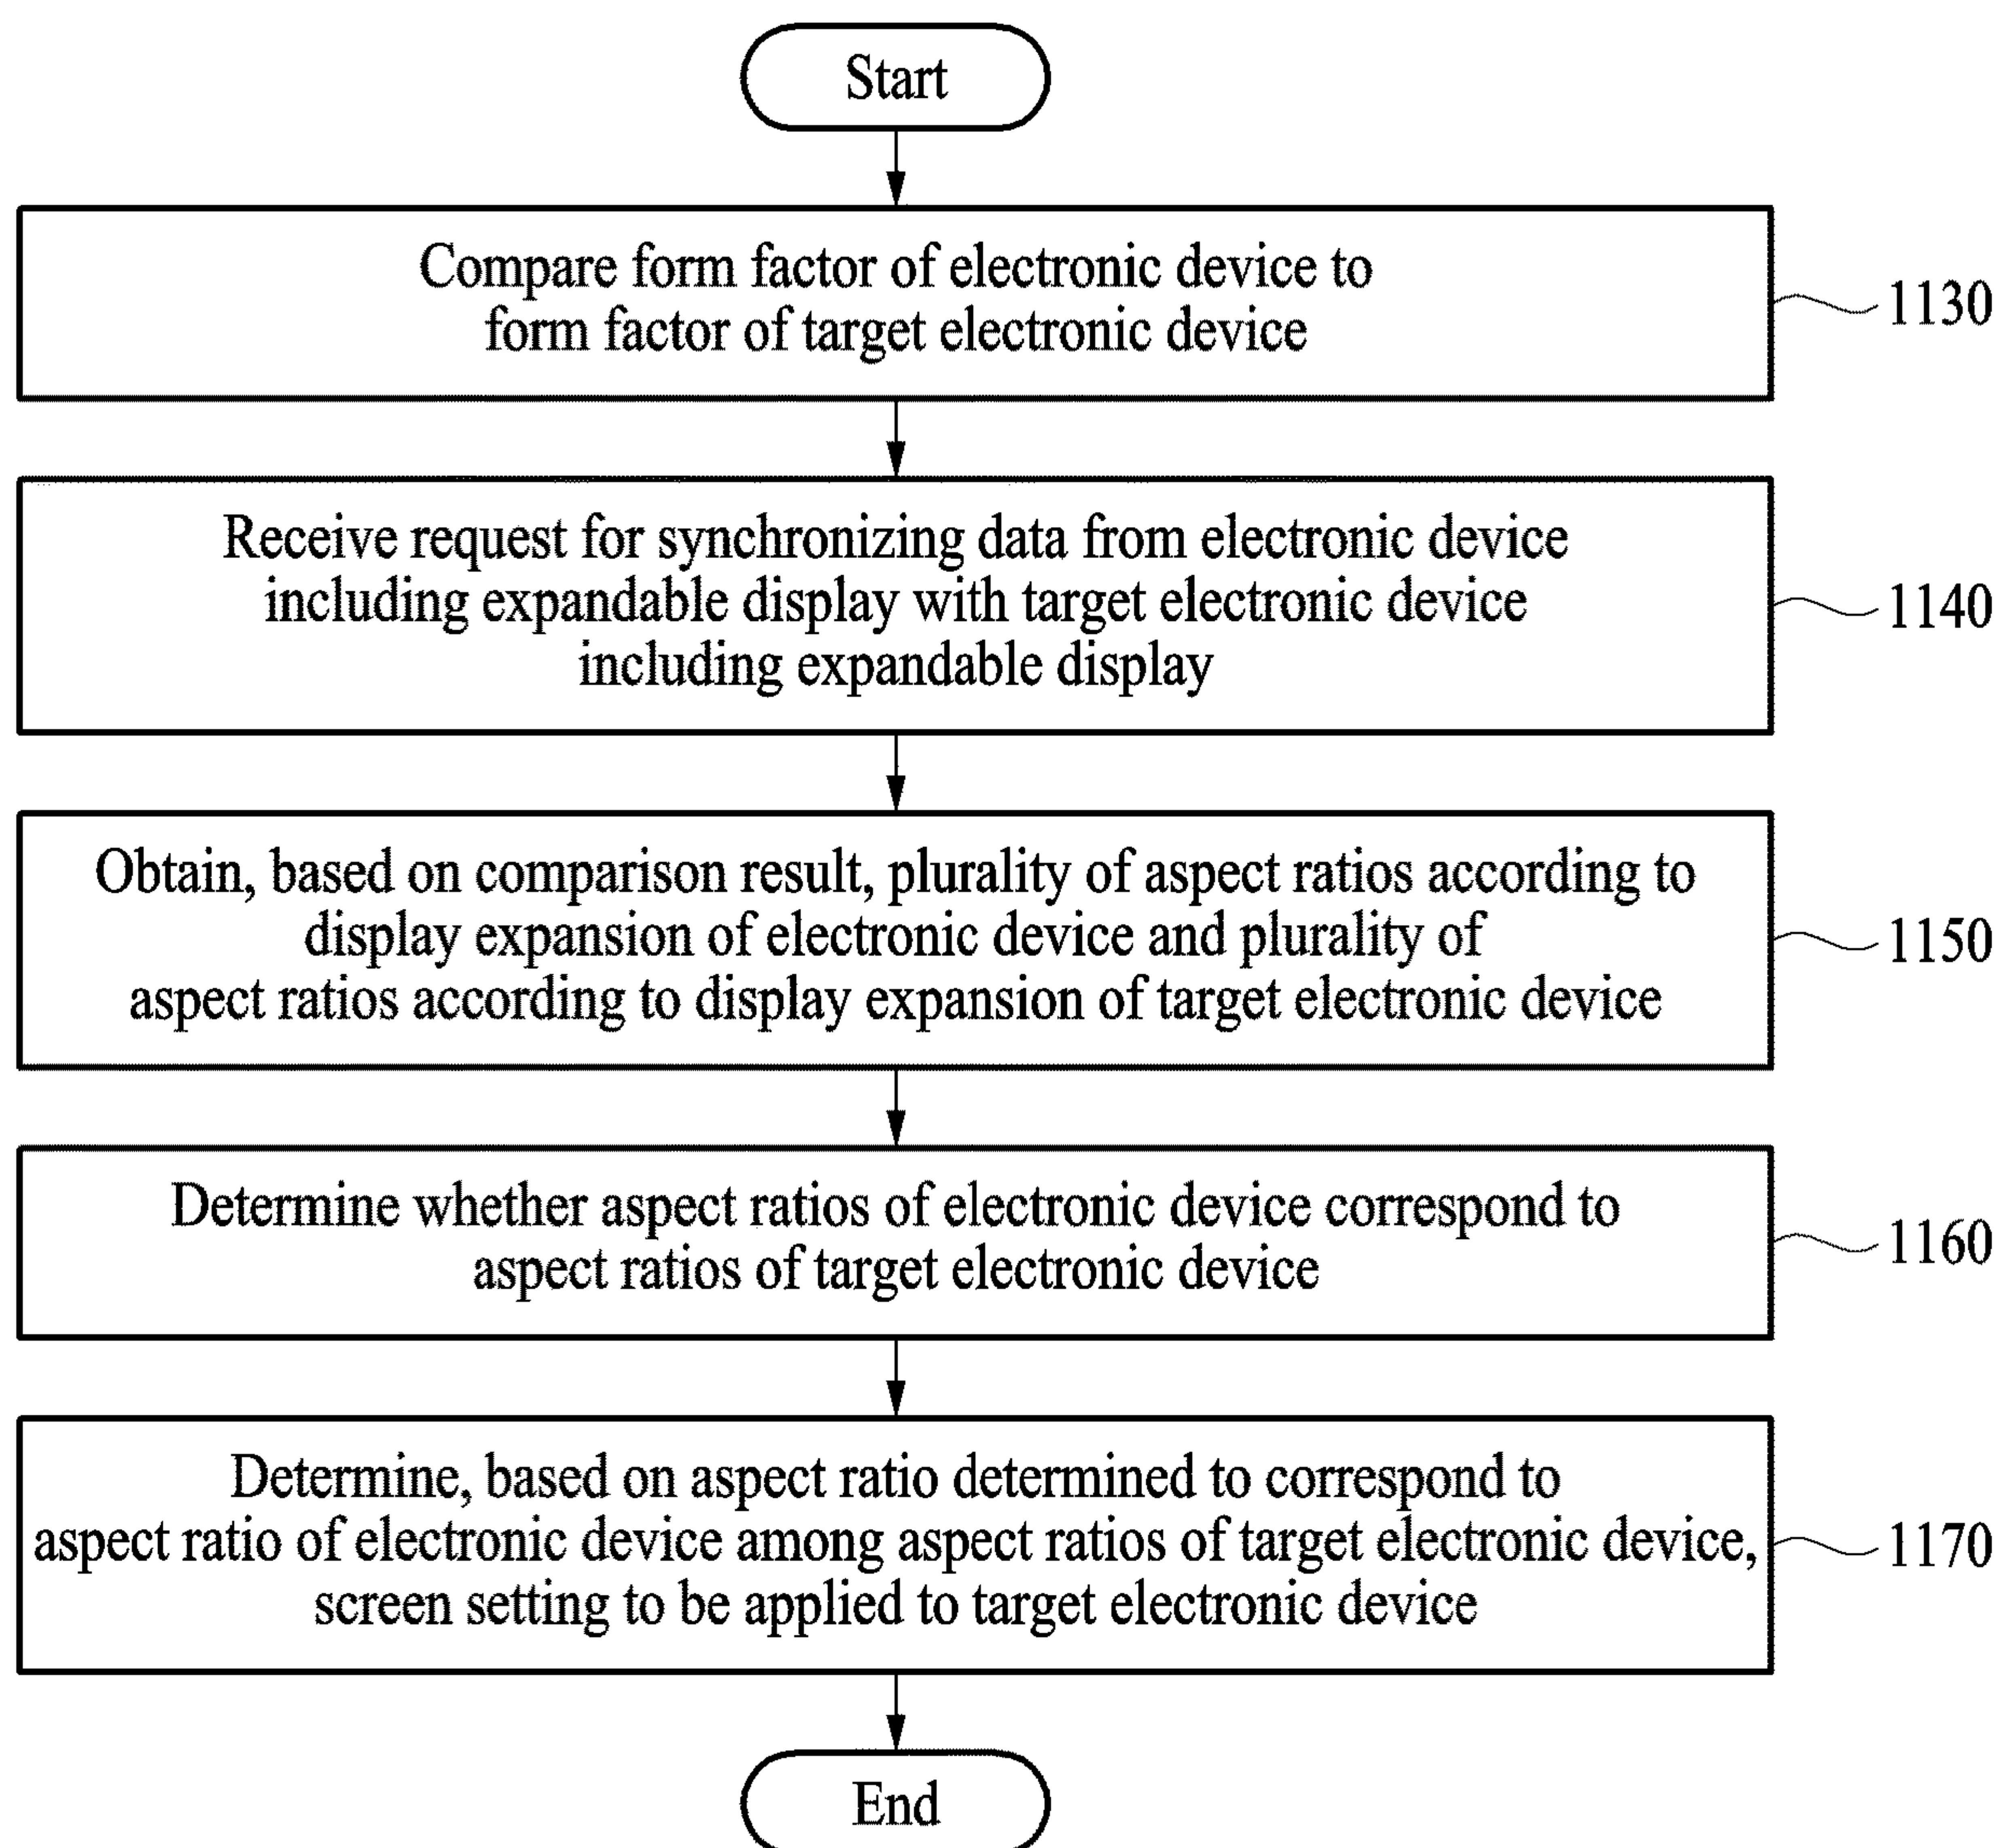 Start
Compare form factor of electronic device to
form factor of target electronic device
1130
Receive request for synchronizing data from electronic device
including expandable display with target electronic device
including expandable display
1140
Obtain, based on comparison result, plurality of aspect ratios according to
display expansion of electronic device and plurality of
aspect ratios according to display expansion of target electronic device
1150
Determine whether aspect ratios of electronic device correspond to
aspect ratios of target electronic device
1160
Determine, based on aspect ratio determined to correspond to
aspect ratio of electronic device among aspect ratios of target electronic device,
screen setting to be applied to target electronic device
1170
End